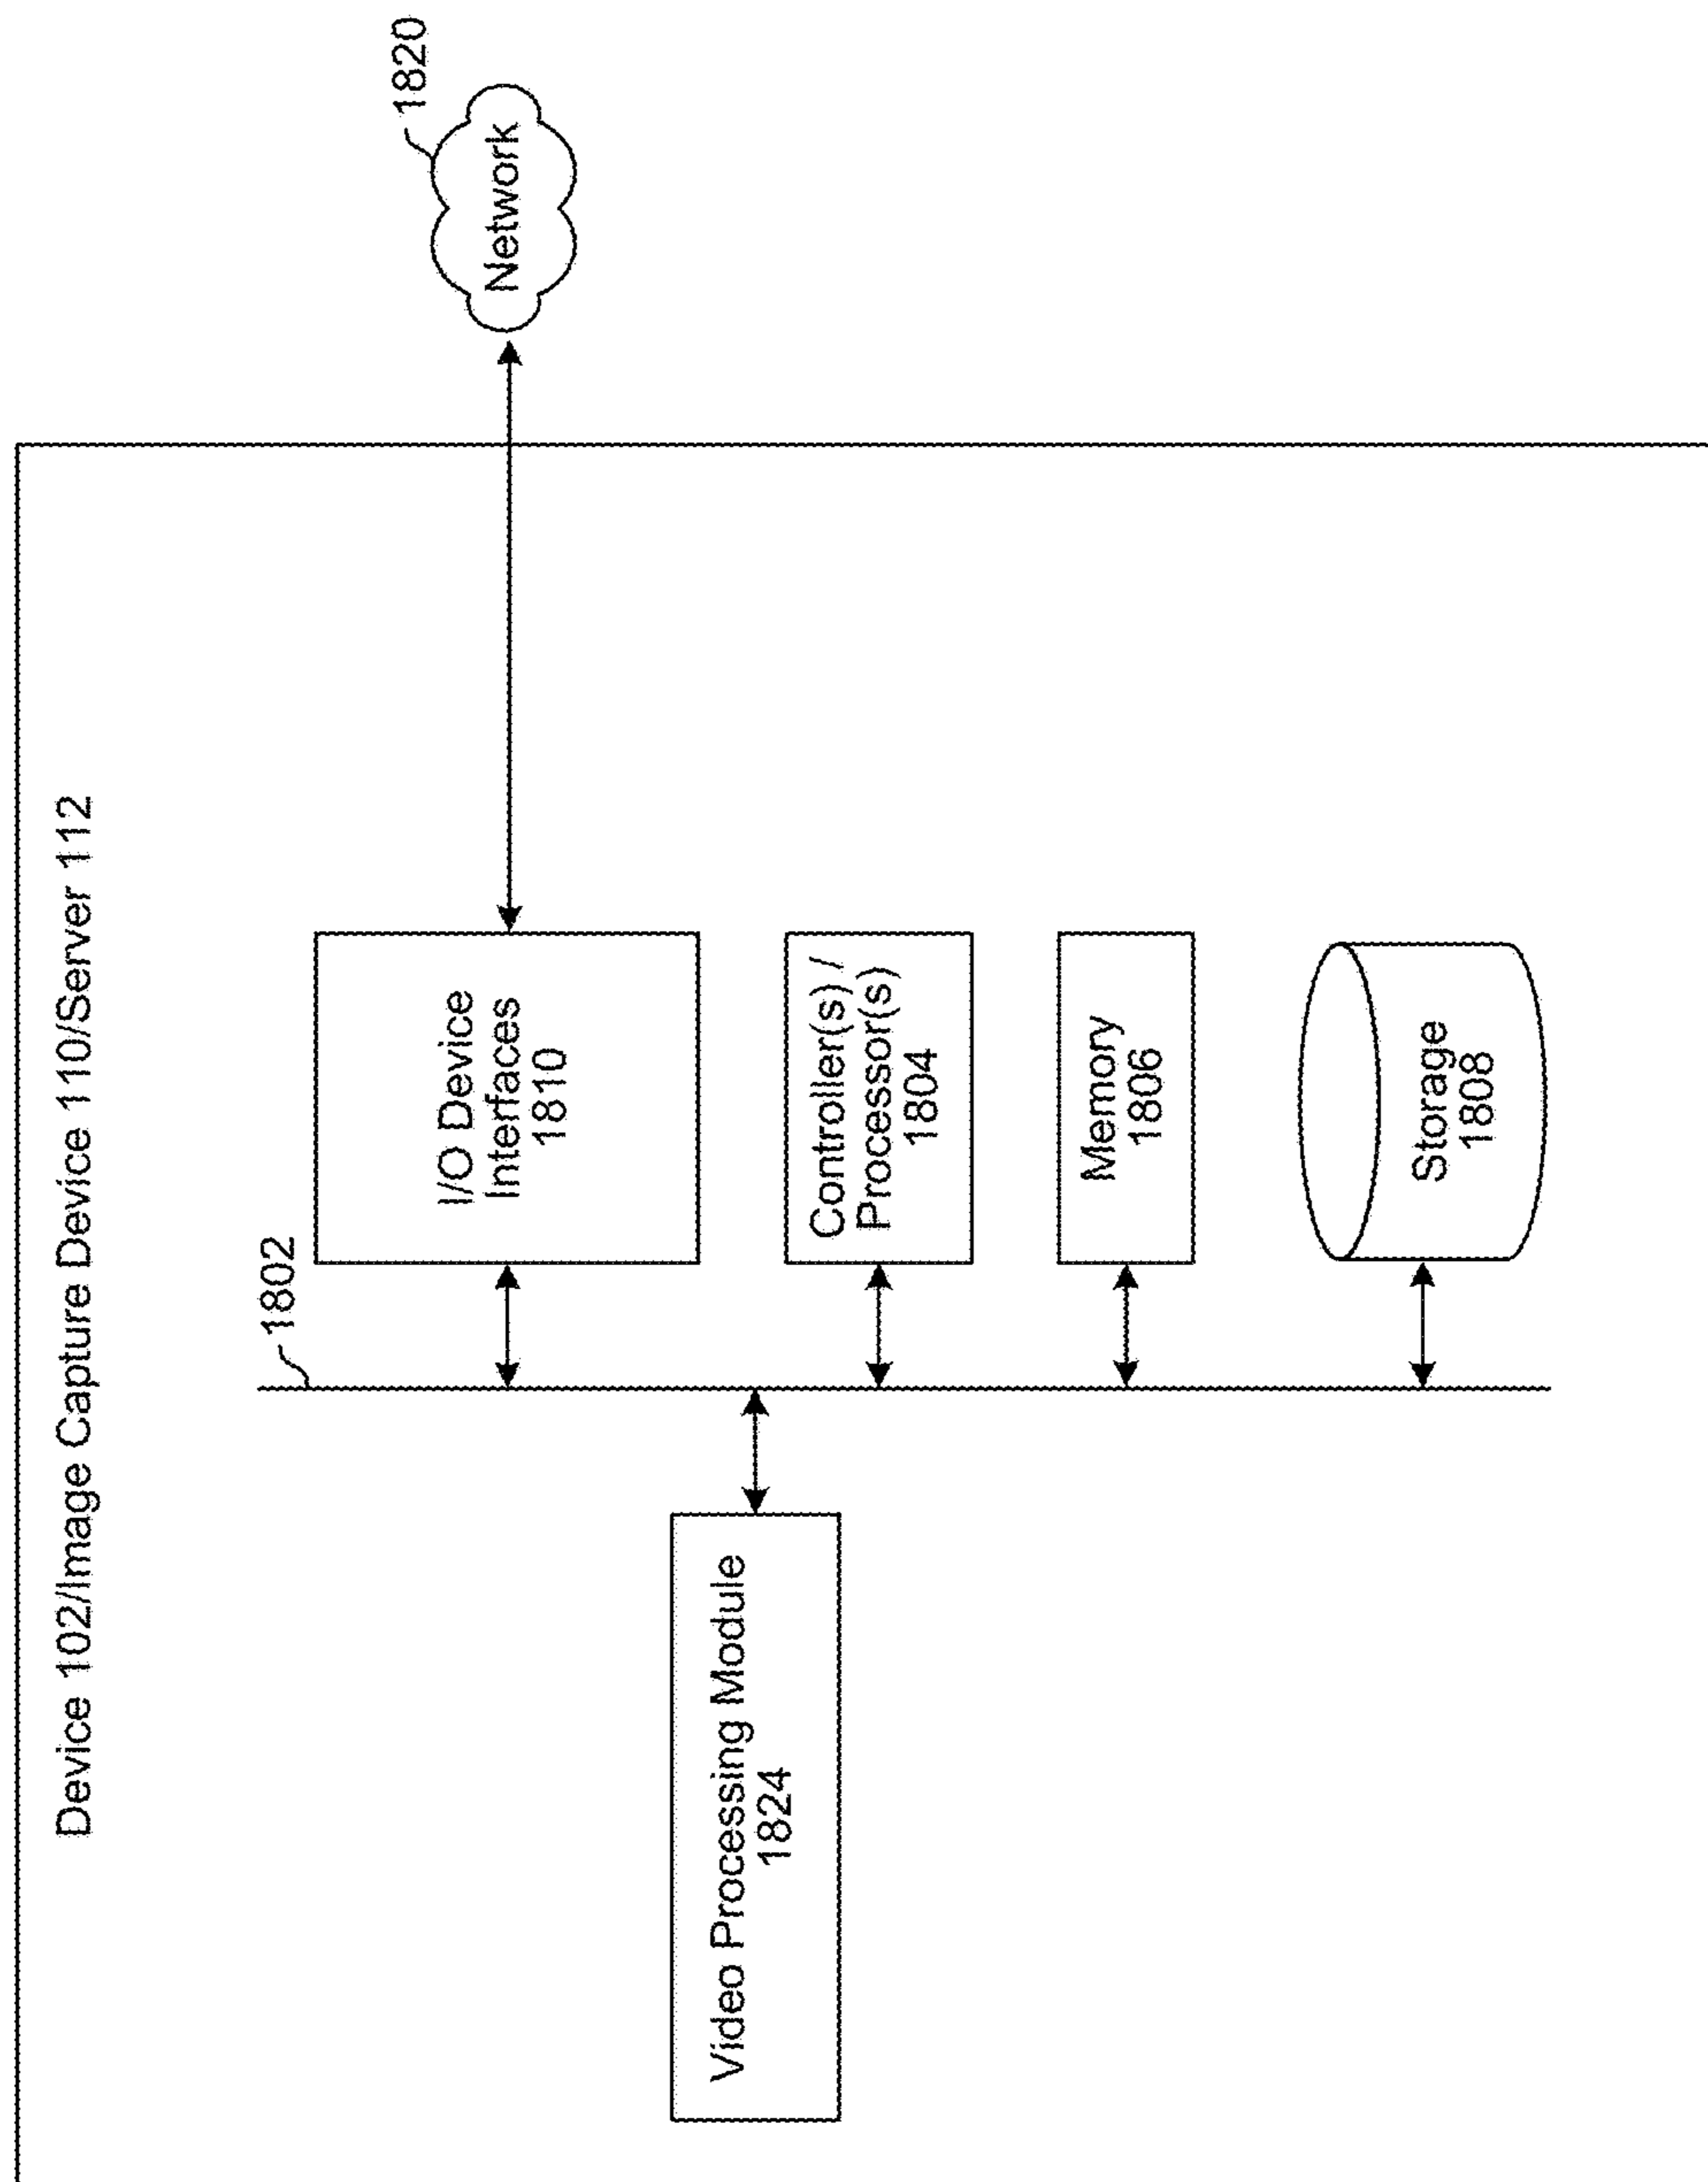 Device 102/Image Capture Device 110/Server 112
1802
I/O Device
Interfaces
1810
1820
Network
Video Processing Module
1824
Controller(s) /
Processor(s)
1804
Memory
1806
Storage
1808